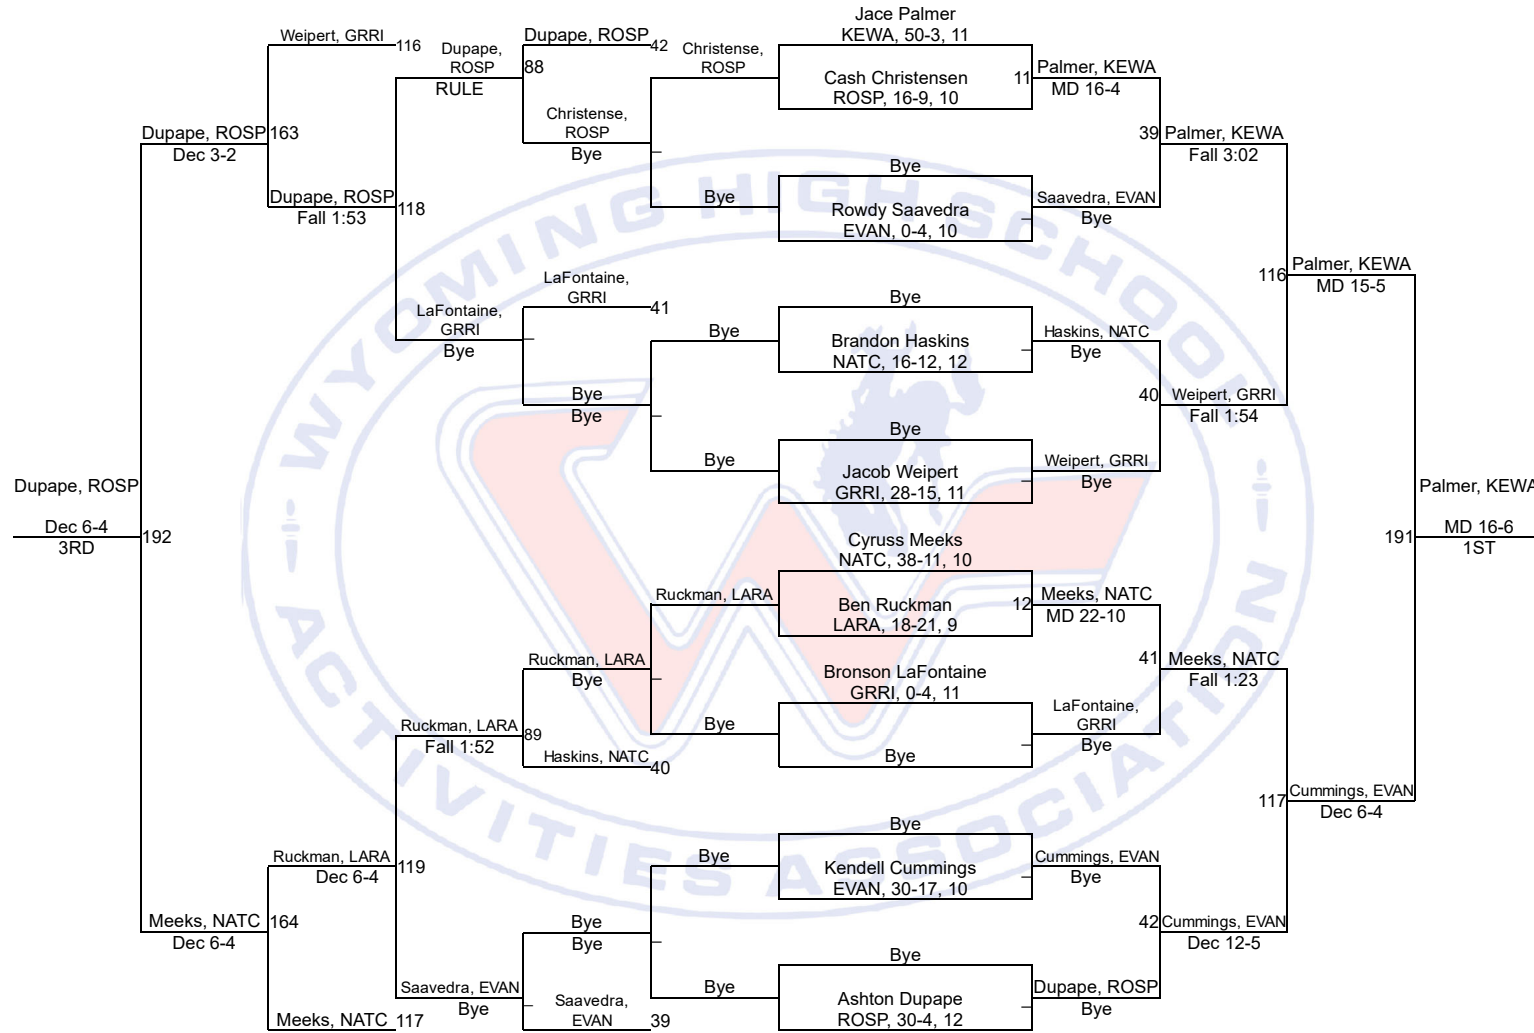 Jace Palmer
KEWA, 50-3, 11
Weipert, GRRI
116
Dupape, ROSP
42
Dupape,
ROSP
RULE
88
Christense,
ROSP
Cash Christensen
ROSP, 16-9, 10
11
Palmer, KEWA
MD 16-4
Christense,
ROSP
Bye
Dupape, ROSP
Dec 3-2
163
39
Palmer, KEWA
Fall 3:02
Bye
Dupape, ROSP
Fall 1:53
118
Bye
Rowdy Saavedra
EVAN, 0-4, 10
Saavedra, EVAN
Bye
WYOMING HIGH SCHOOL
LaFontaine,
GRRI
41
116
Palmer, KEWA
MD 15-5
LaFontaine,
GRRI
Bye
Bye
Bye
Brandon Haskins
NATC, 16-12, 12
Haskins, NATC
Bye
Bye
Bye
40
Weipert, GRRI
Fall 1:54
Bye
Bye
Jacob Weipert
GRRI, 28-15, 11
Weipert, GRRI
Bye
Dupape, ROSP
Dec 6-4
3RD
192
Palmer, KEWA
191
MD 16-6
1ST
Cyruss Meeks
NATC, 38-11, 10
Ruckman, LARA
Ben Ruckman
LARA, 18-21, 9
12
Meeks, NATC
MD 22-10
Ruckman, LARA
Bye
41
Meeks, NATC
Fall 1:23
Bronson LaFontaine
GRRI, 0-4, 11
Ruckman, LARA
Fall 1:52
89
Bye
LaFontaine,
GRRI
Bye
Haskins, NATC
40
Bye
117
Cummings, EVAN
Dec 6-4
Bye
Ruckman, LARA
Dec 6-4
119
Bye
Kendell Cummings
EVAN, 30-17, 10
Cummings, EVAN
Bye
ACTIVITIES ASSOCIATION
Meeks, NATC
Dec 6-4
164
Bye
Bye
42
Cummings, EVAN
Dec 12-5
Bye
Saavedra, EVAN
Bye
Saavedra,
EVAN
39
Bye
Ashton Dupape
ROSP, 30-4, 12
Dupape, ROSP
Bye
Meeks, NATC
117